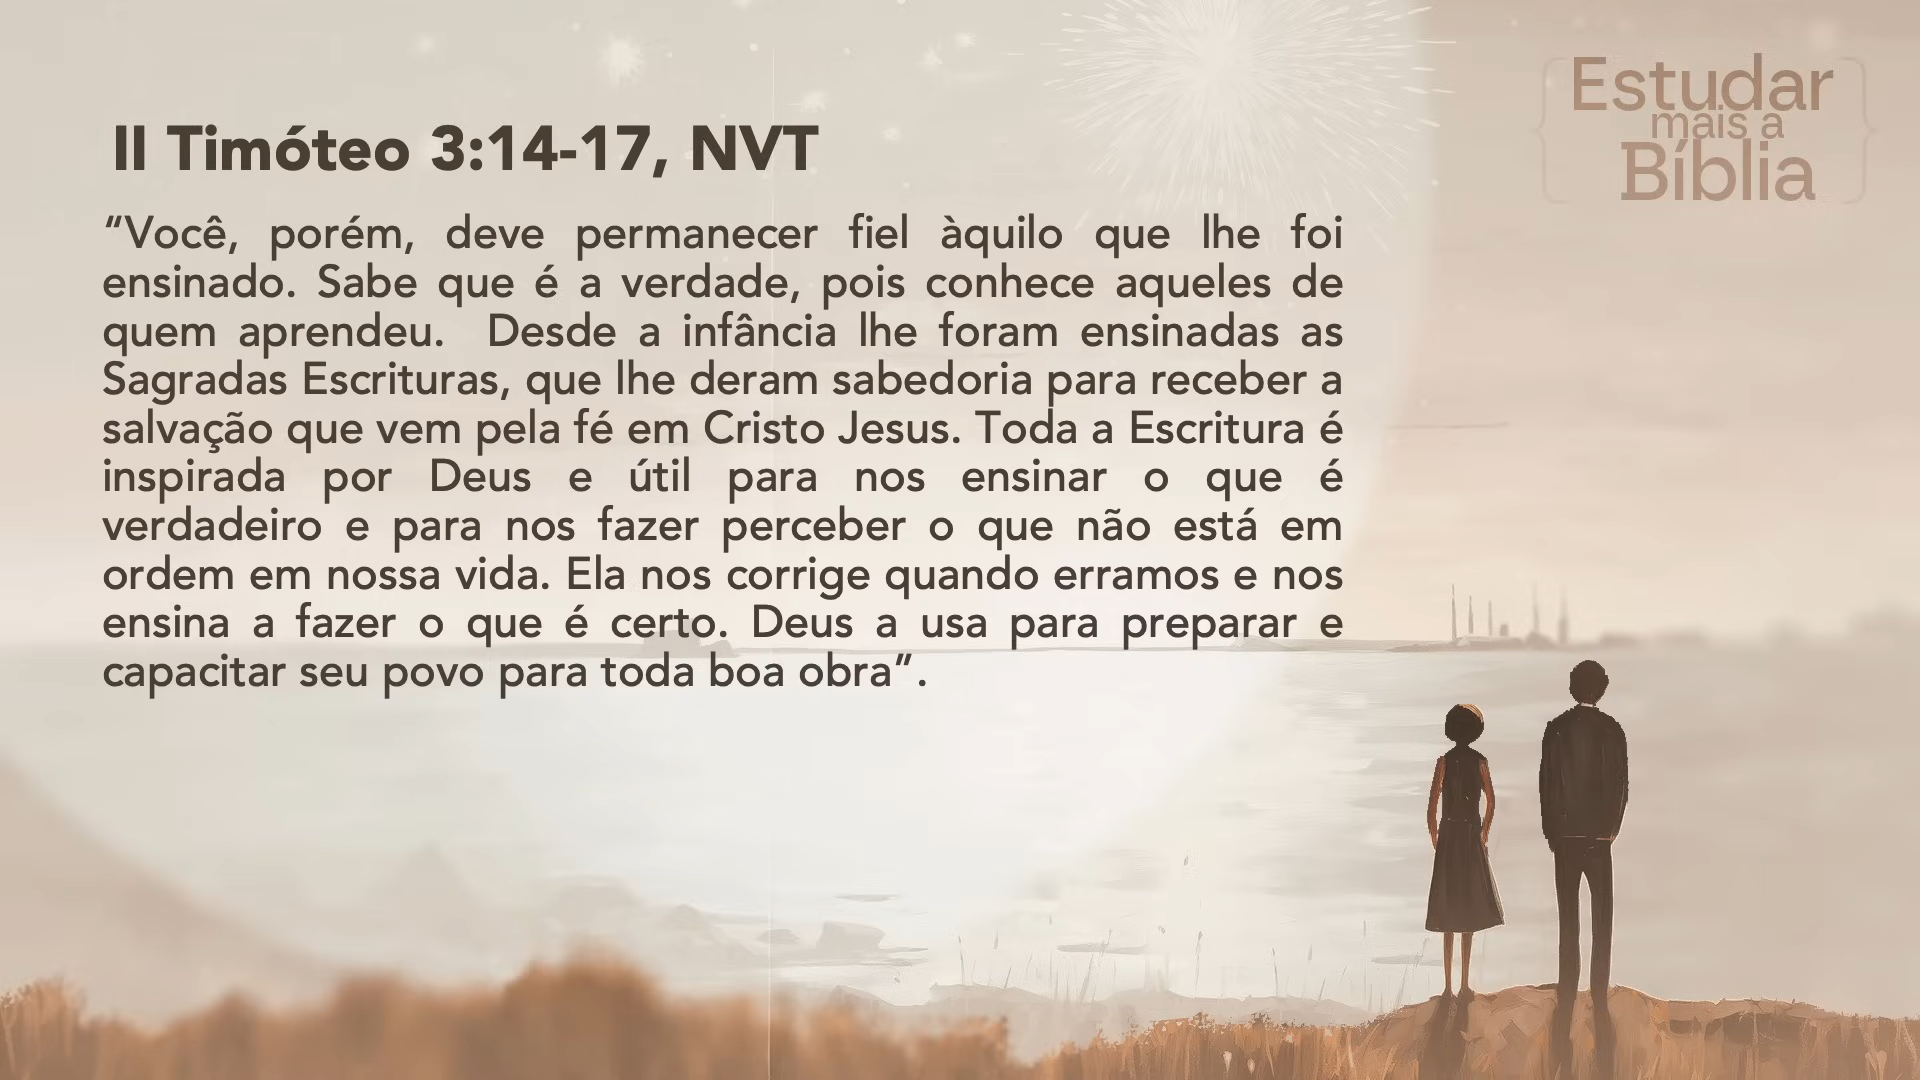 Estudar
mais a
Bíblia
II Timóteo 3:14-17, NVT
“Você, porém, deve permanecer fiel àquilo que lhe foi
ensinado. Sabe que é a verdade, pois conhece aqueles de
quem aprendeu.  Desde a infância lhe foram ensinadas as
Sagradas Escrituras, que lhe deram sabedoria para receber a
salvação que vem pela fé em Cristo Jesus. Toda a Escritura é
inspirada por Deus e útil para nos ensinar o que é
verdadeiro e para nos fazer perceber o que não está em
ordem em nossa vida. Ela nos corrige quando erramos e nos
ensina a fazer o que é certo. Deus a usa para preparar e
capacitar seu povo para toda boa obra”.